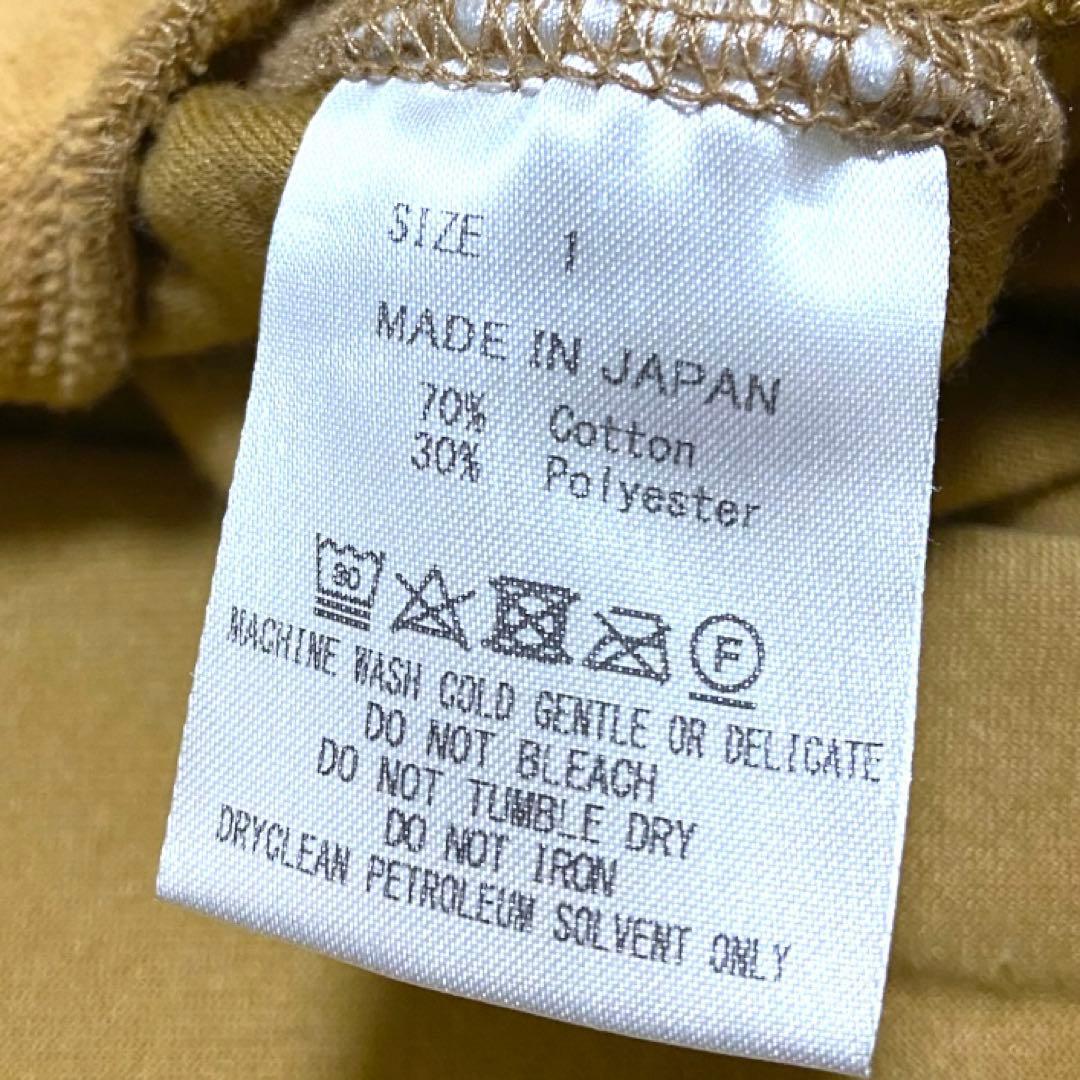 SIZE 1
MADE IN JAPAN
70% Cotton
30% Polyester
30 F
MACHINE WASH COLD GENTLE OR DELICATE
DO NOT BLEACH
DO NOT TUMBLE DRY
DO NOT IRON
DRYCLEAN PETROLEUM SOLVENT ONLY